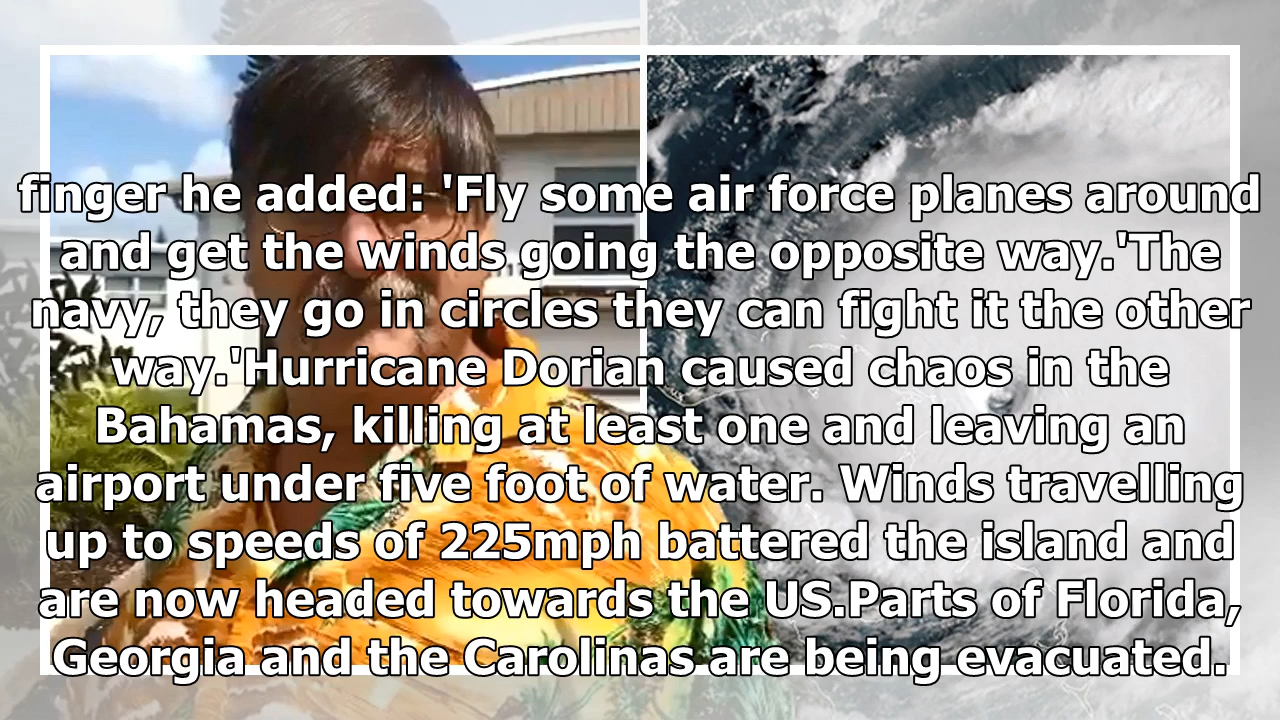 finger he added: 'Fly some air force planes around
and get the winds going the opposite way.'The
navy, they go in circles they can fight it the other
way.'Hurricane Dorian caused chaos in the
Bahamas, killing at least one and leaving an
airport under five foot of water. Winds travelling
up to speeds of 225mph battered the island and
are now headed towards the US.Parts of Florida,
Georgia and the Carolinas are being evacuated.